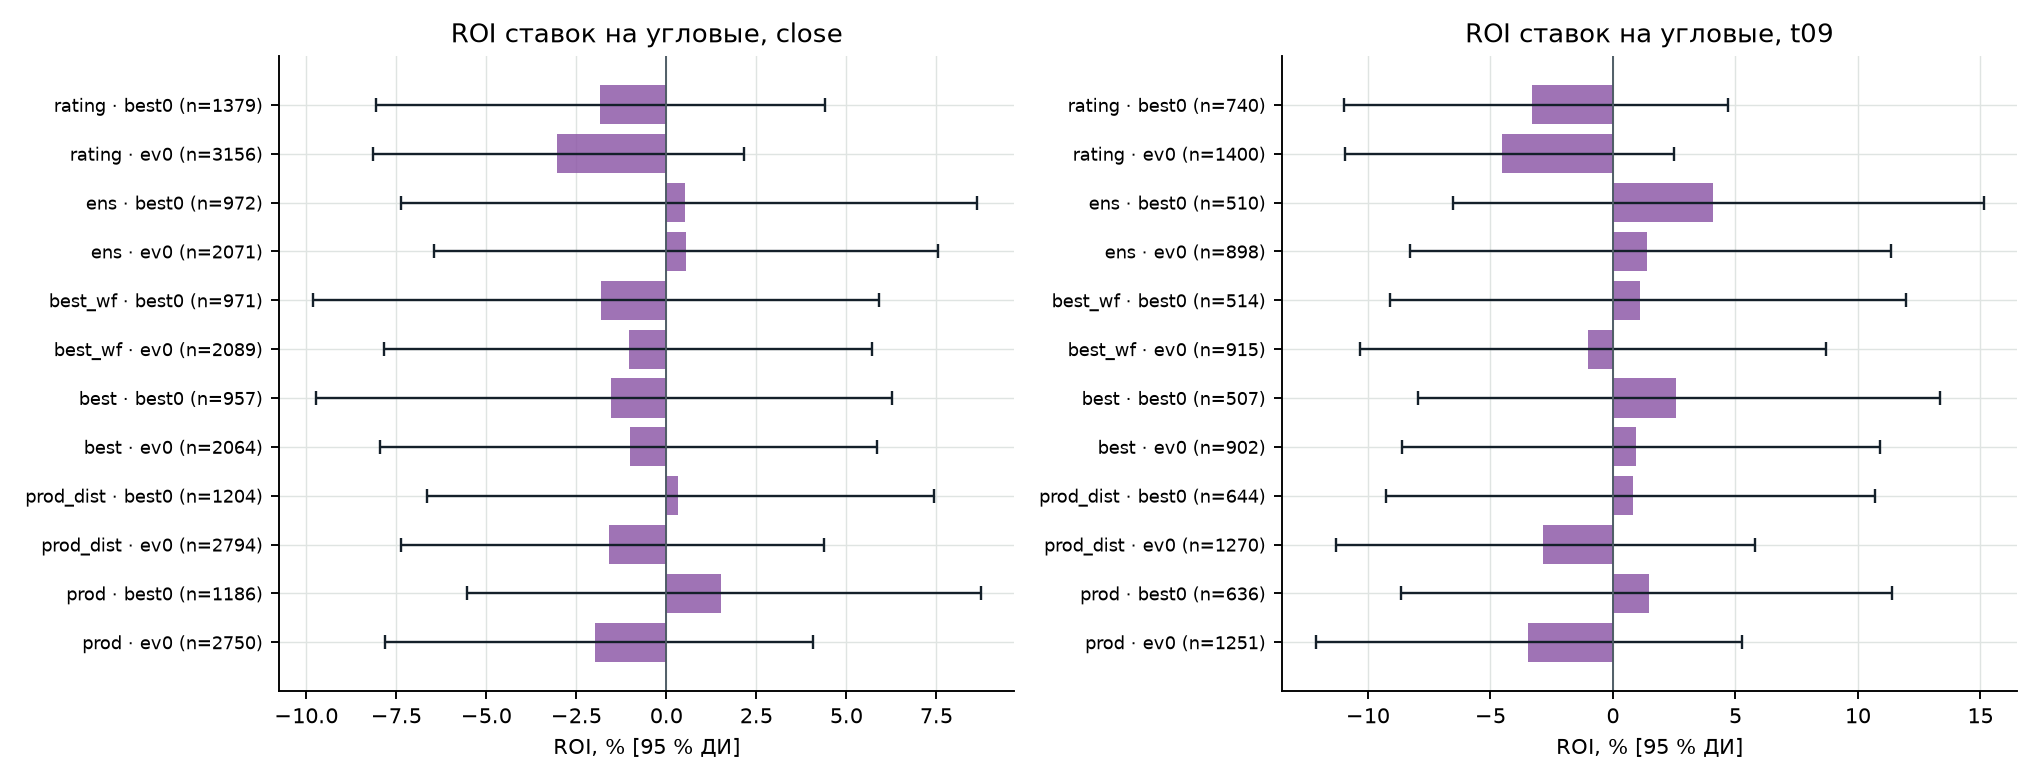 ROI ставок на угловые, close
rating · best0 (n=1379)
rating · ev0 (n=3156)
ens · best0 (n=972)
ens · ev0 (n=2071)
best_wf · best0 (n=971)
best_wf · ev0 (n=2089)
best · best0 (n=957)
best · ev0 (n=2064)
prod_dist · best0 (n=1204)
prod_dist · ev0 (n=2794)
prod · best0 (n=1186)
prod · ev0 (n=2750)
−10.0 −7.5 −5.0 −2.5 0.0 2.5 5.0 7.5
ROI, % [95 % ДИ]
ROI ставок на угловые, t09
rating · best0 (n=740)
rating · ev0 (n=1400)
ens · best0 (n=510)
ens · ev0 (n=898)
best_wf · best0 (n=514)
best_wf · ev0 (n=915)
best · best0 (n=507)
best · ev0 (n=902)
prod_dist · best0 (n=644)
prod_dist · ev0 (n=1270)
prod · best0 (n=636)
prod · ev0 (n=1251)
−10 −5 0 5 10 15
ROI, % [95 % ДИ]